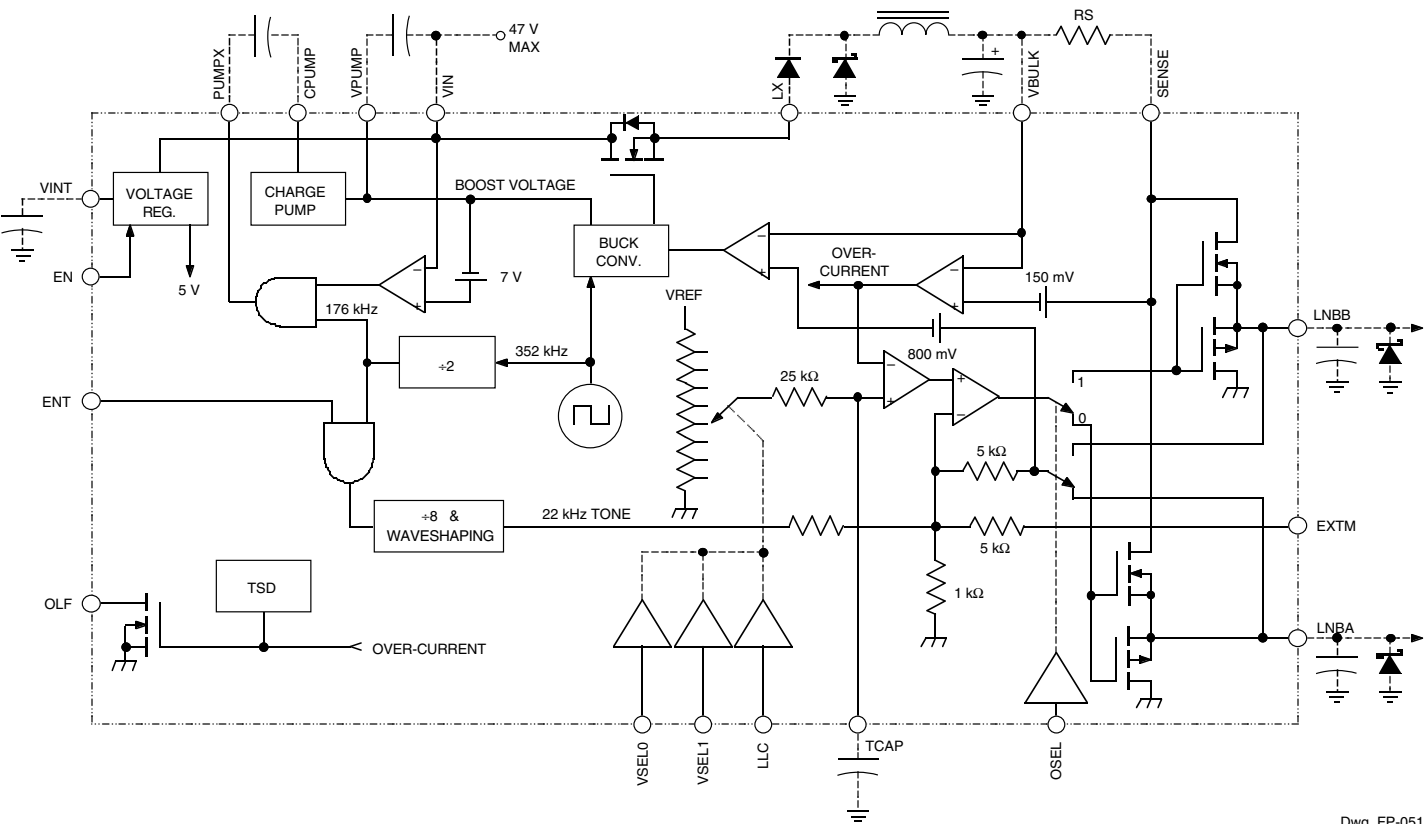 47 V
MAX
RS
PUMPX
CPUMP
VPUMP
VIN
LX
VBULK
SENSE
VINT
VOLTAGE
REG.
CHARGE
PUMP
BOOST VOLTAGE
BUCK
CONV.
OVER-
CURRENT
150 mV
EN
5 V
7 V
176 kHz
VREF
LNBB
÷2
352 kHz
800 mV
25 kΩ
1
0
ENT
5 kΩ
÷8 &
WAVESHAPING
22 kHz TONE
5 kΩ
EXTM
TSD
1 kΩ
OLF
OVER-CURRENT
LNBA
VSEL0
VSEL1
LLC
TCAP
OSEL